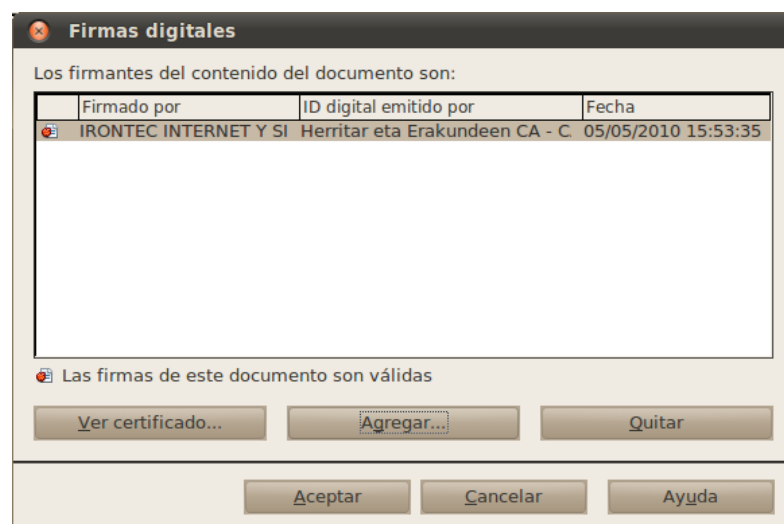 Firmas digitales
Los firmantes del contenido del documento son:
Firmado por ID digital emitido por Fecha
IRONTEC INTERNET Y SI Herritar eta Erakundeen CA - C. 05/05/2010 15:53:35
Las firmas de este documento son válidas
Ver certificado... Agregar... Quitar
Aceptar Cancelar Ayuda